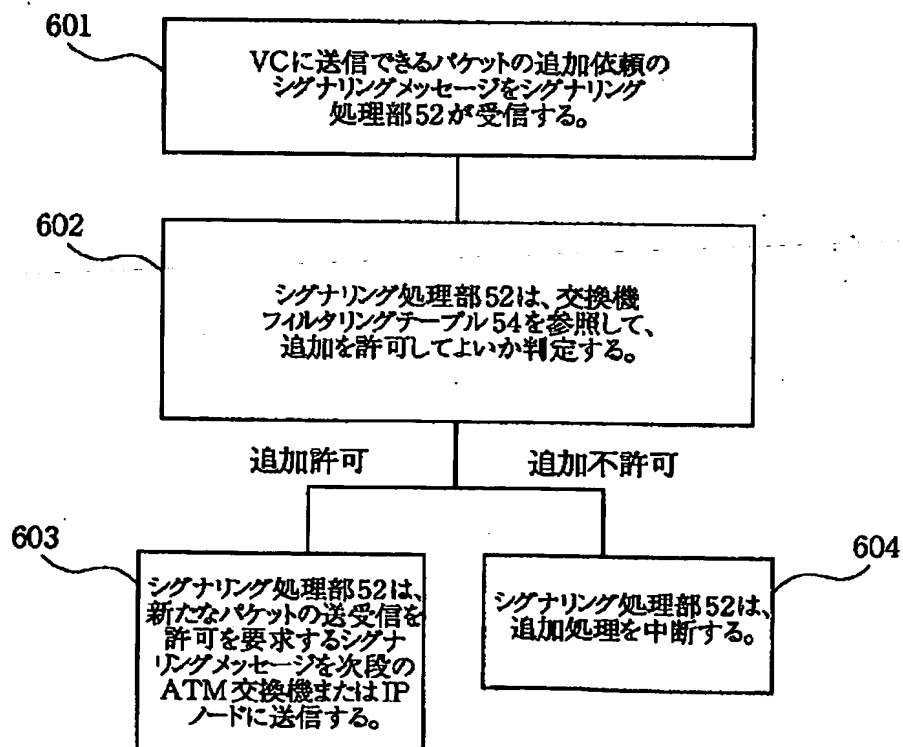 601
VCに送信できるパケットの追加依頼の
シグナリングメッセージをシグナリング
処理部52が受信する。
602
シグナリング処理部52は、交換機
フィルタリングテーブル54を参照して、
追加を許可してよいか判定する。
追加許可
追加不許可
603
シグナリング処理部52は、
新たなパケットの送受信を
許可を要求するシグナ
リングメッセージを次段の
ATM交換機またはIP
ノードに送信する。
604
シグナリング処理部52は、
追加処理を中断する。